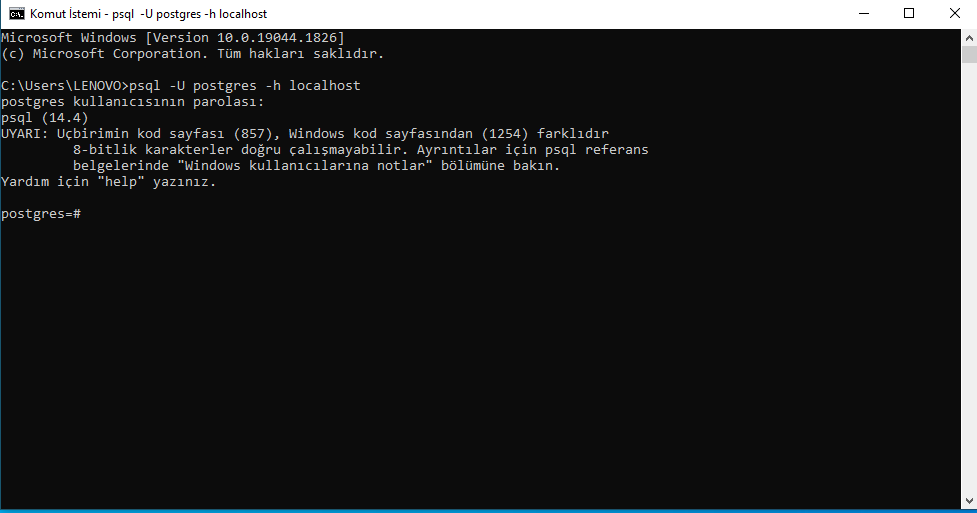 Komut İstemi - psql  -U postgres -h localhost
Microsoft Windows [Version 10.0.19044.1826]
(c) Microsoft Corporation. Tüm hakları saklıdır.
C:\Users\LENOVO>psql -U postgres -h localhost
postgres kullanıcısının parolası:
psql (14.4)
UYARI: Uçbirimin kod sayfası (857), Windows kod sayfasından (1254) farklıdır
8-bitlik karakterler doğru çalışmayabilir. Ayrıntılar için psql referans
belgelerinde "Windows kullanıcılarına notlar" bölümüne bakın.
Yardım için "help" yazınız.
postgres=#